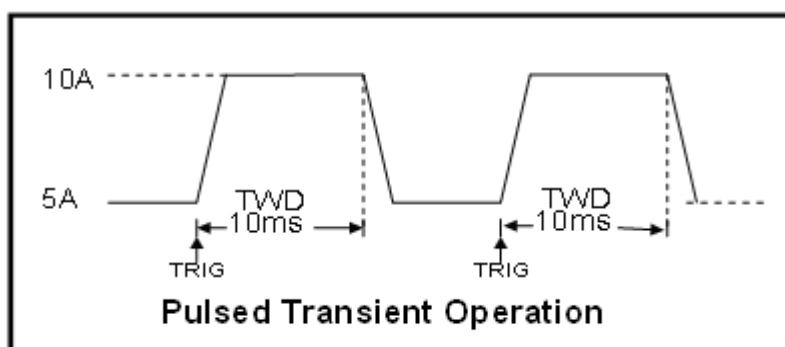 10A
5A
TWD
10ms
TWD
10ms
TRIG
TRIG
Pulsed Transient Operation